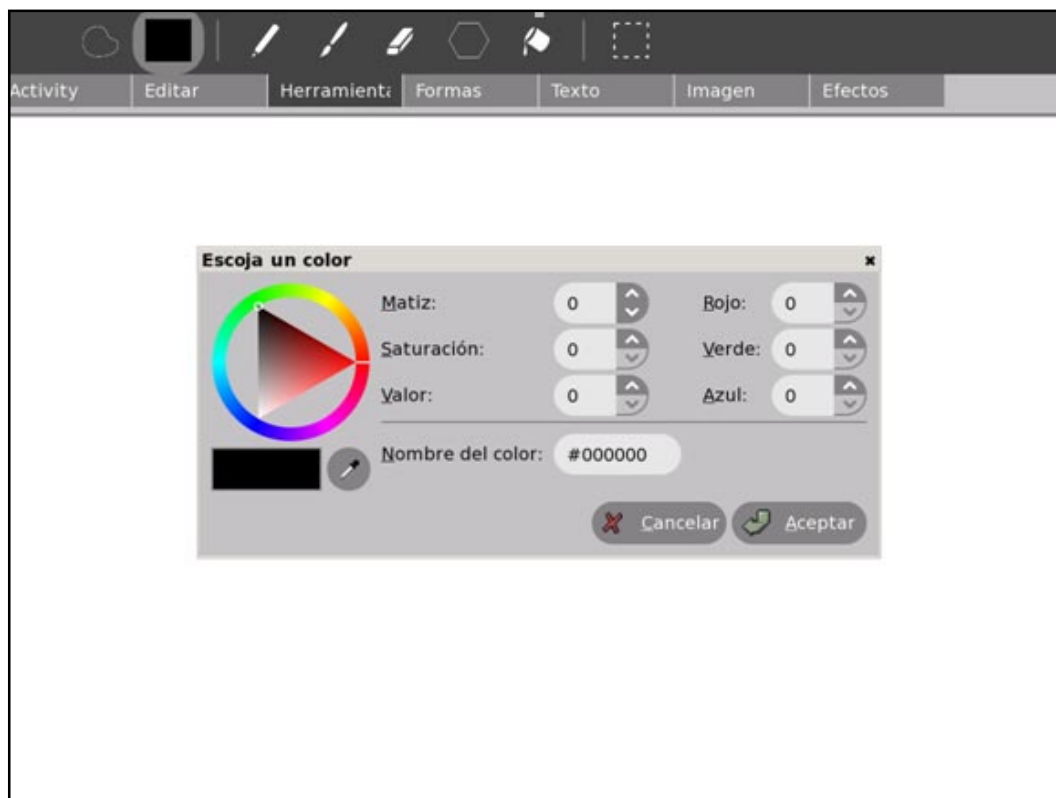 Activity Editar Herramienta Formas Texto Imagen Efectos
Escoja un color
Matiz: 0 Rojo: 0
Saturación: 0 Verde: 0
Valor: 0 Azul: 0
Nombre del color: #000000
Cancelar Aceptar